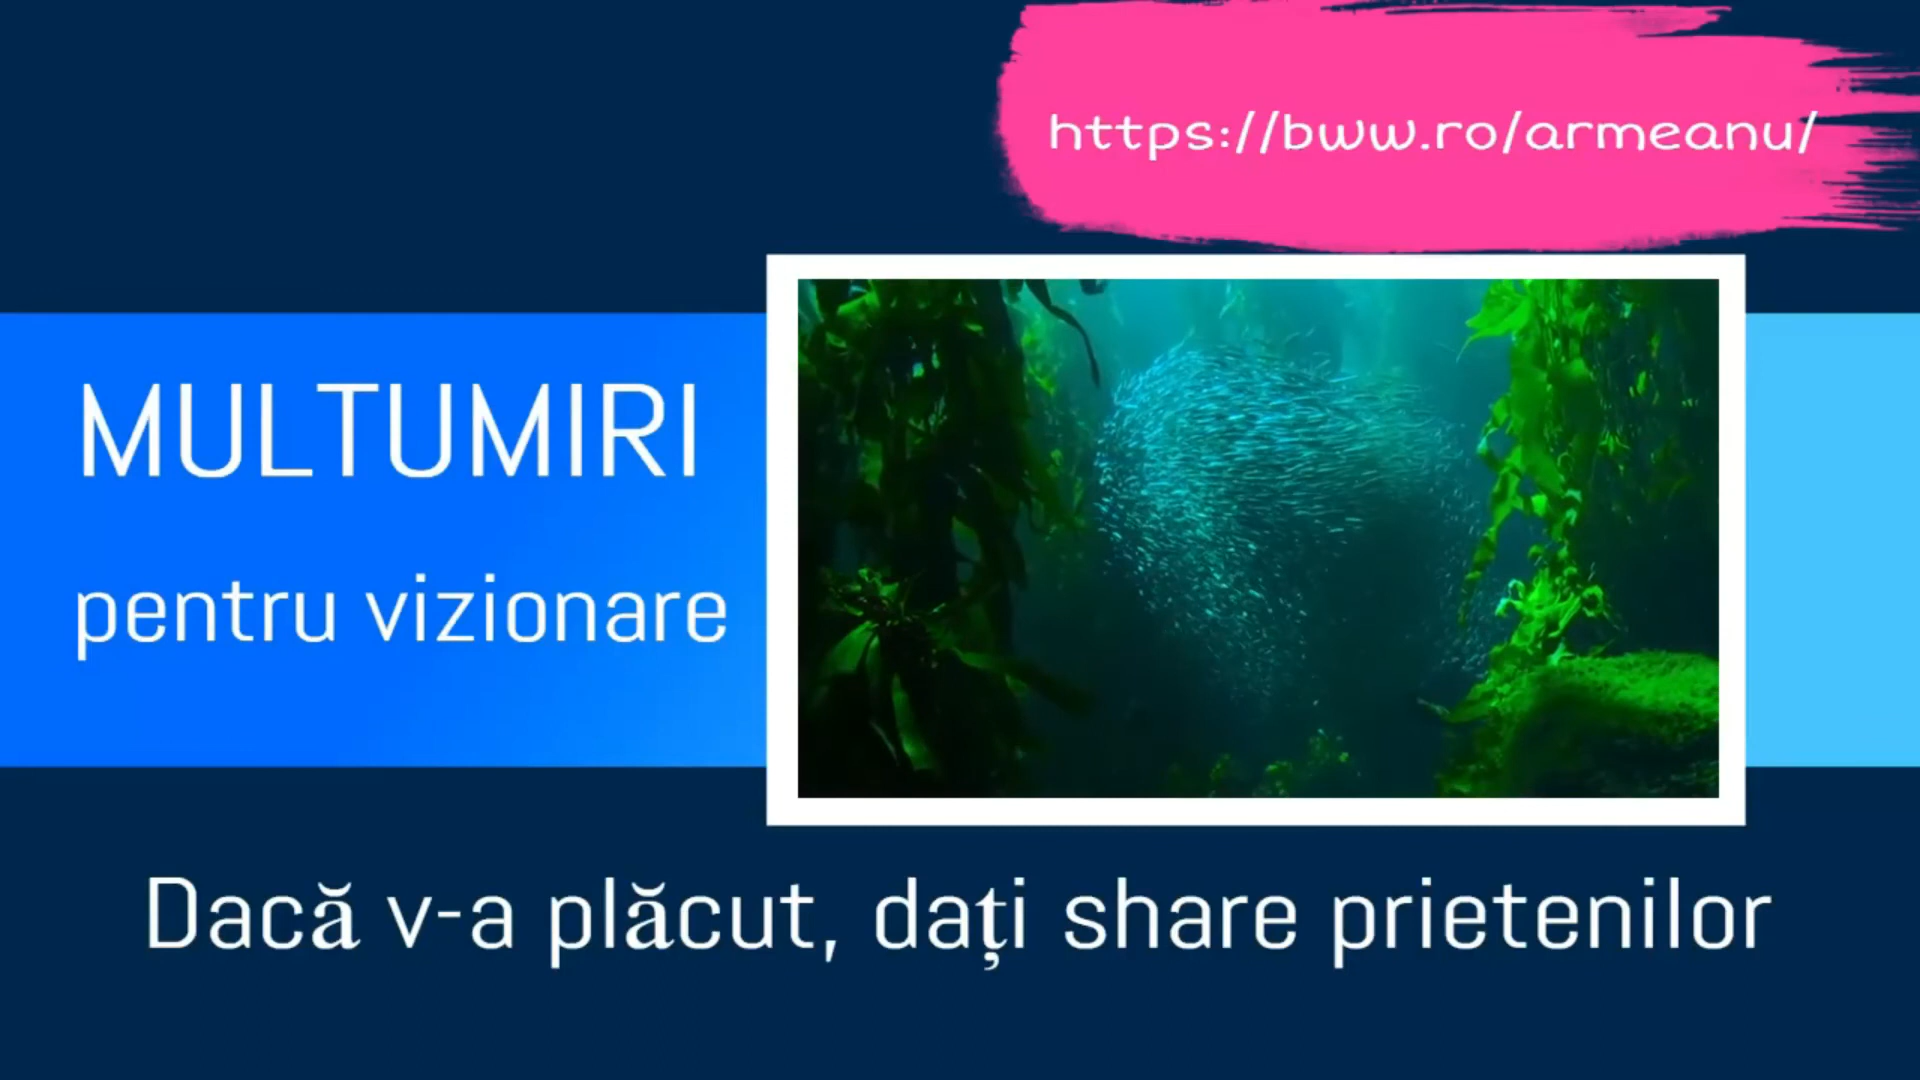 https://bww.ro/armeanu/
MULTUMIRI
pentru vizionare
Dacă v-a plăcut, dați share prietenilor